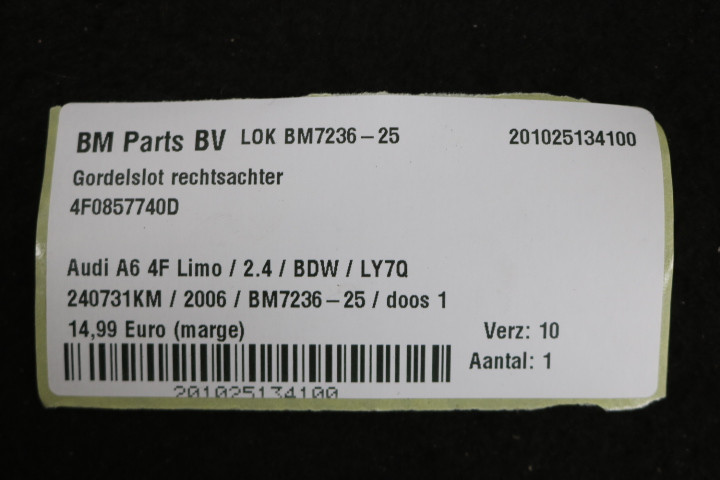 BM Parts BV LOK BM7236-25 201025134100
Gordelslot rechtsachter
4F0857740D
Audi A6 4F Limo / 2.4 / BDW / LY7Q
240731KM / 2006 / BM7236-25 / doos 1
14,99 Euro (marge) Verz: 10
Aantal: 1
201025134100